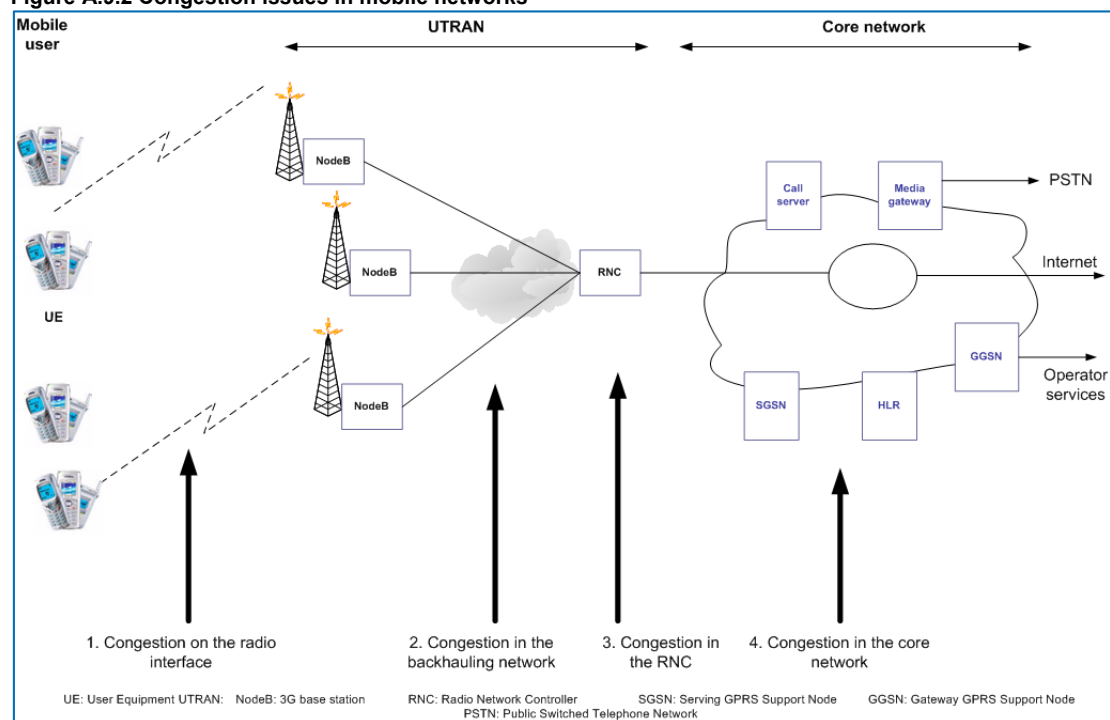 Figure A.9.2 Congestion issues in mobile networks
Mobile
user
UTRAN
Core network
NodeB
NodeB
NodeB
RNC
Call
server
Media
gateway
PSTN
Internet
GGSN
Operator
services
SGSN
HLR
UE
1. Congestion on the radio
interface
2. Congestion in the
backhauling network
3. Congestion in
the RNC
4. Congestion in the core
network
UE: User Equipment UTRAN: NodeB: 3G base station RNC: Radio Network Controller SGSN: Serving GPRS Support Node GGSN: Gateway GPRS Support Node
PSTN: Public Switched Telephone Network